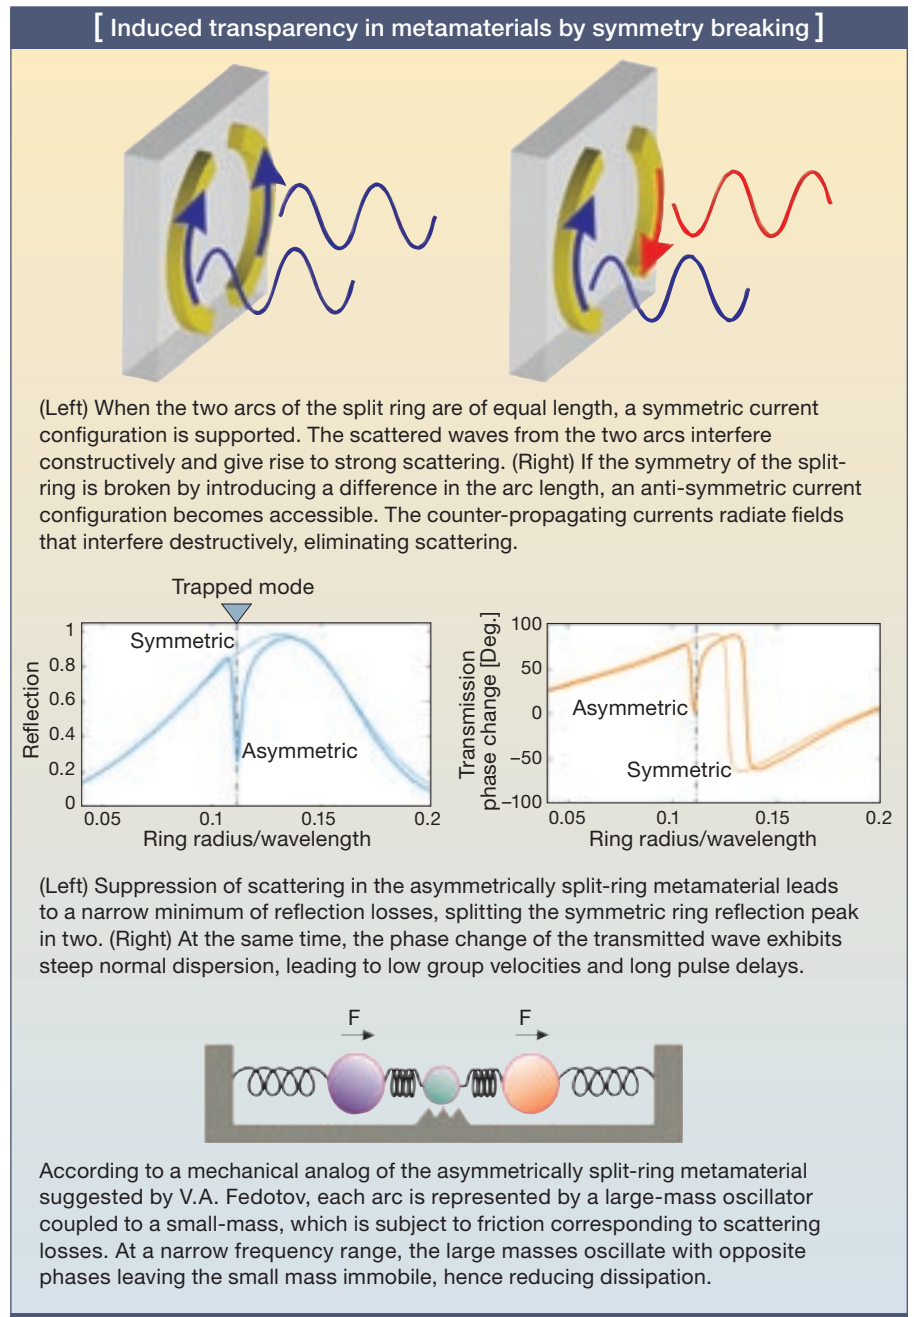 [ Induced transparency in metamaterials by symmetry breaking ]
(Left) When the two arcs of the split ring are of equal length, a symmetric current
configuration is supported. The scattered waves from the two arcs interfere
constructively and give rise to strong scattering. (Right) If the symmetry of the split-
ring is broken by introducing a difference in the arc length, an anti-symmetric current
configuration becomes accessible. The counter-propagating currents radiate fields
that interfere destructively, eliminating scattering.
Trapped mode
Reflection
1
0.8
0.6
0.4
0.2
0
Symmetric
Asymmetric
0.05
0.1
0.15
0.2
Ring radius/wavelength
Transmission
phase change [Deg.]
100
50
0
−50
−100
Asymmetric
Symmetric
0.05
0.1
0.15
0.2
Ring radius/wavelength
(Left) Suppression of scattering in the asymmetrically split-ring metamaterial leads
to a narrow minimum of reflection losses, splitting the symmetric ring reflection peak
in two. (Right) At the same time, the phase change of the transmitted wave exhibits
steep normal dispersion, leading to low group velocities and long pulse delays.
F
F
According to a mechanical analog of the asymmetrically split-ring metamaterial
suggested by V.A. Fedotov, each arc is represented by a large-mass oscillator
coupled to a small-mass, which is subject to friction corresponding to scattering
losses. At a narrow frequency range, the large masses oscillate with opposite
phases leaving the small mass immobile, hence reducing dissipation.